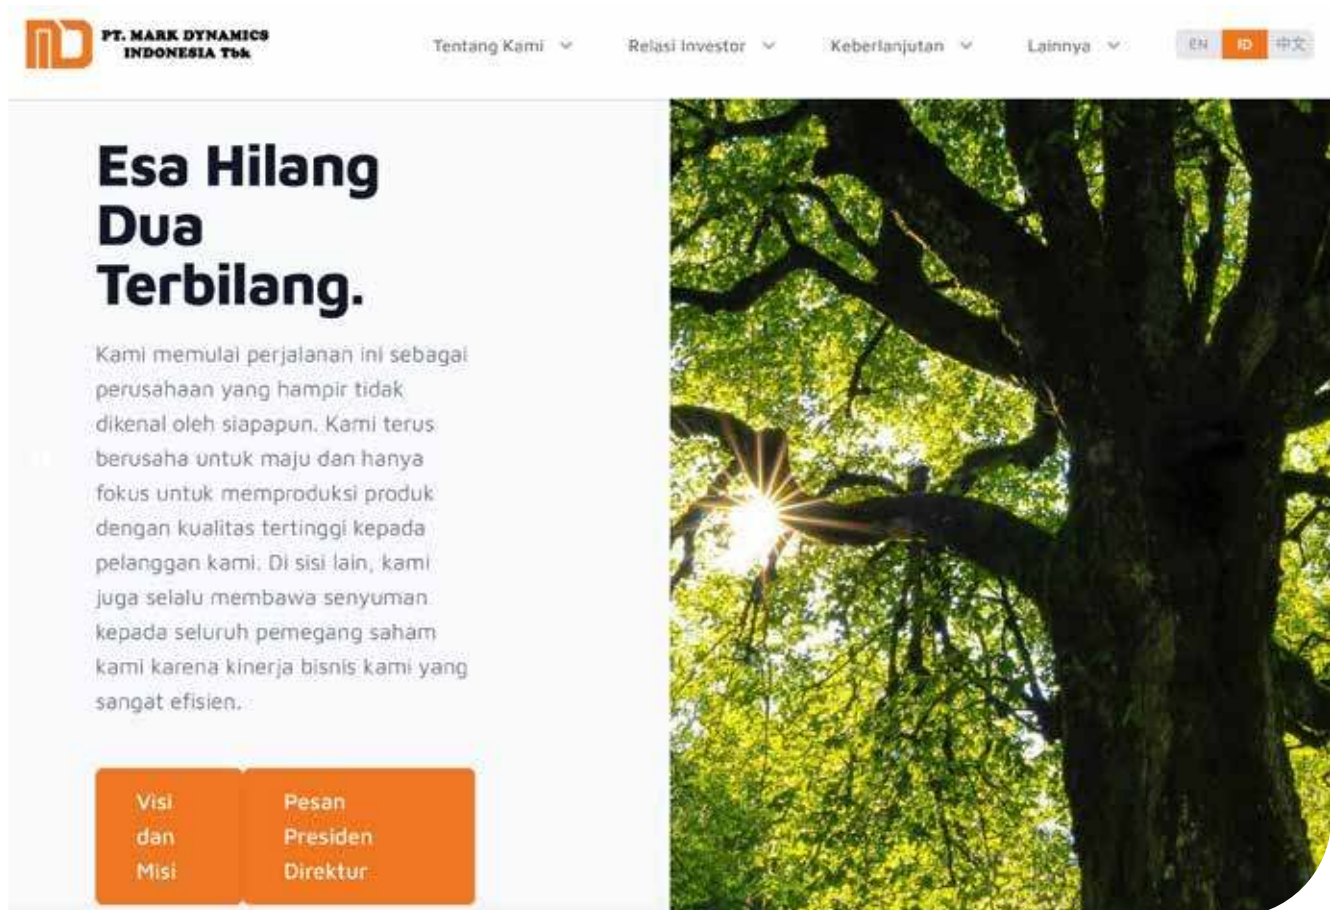 PT. MARK DYNAMICS
INDONESIA Tbk
Tentang Kami
Relasi Investor
Keberlanjutan
Lainnya
EN
ID
中文
Esa Hilang
Dua
Terbilang.
Kami memulai perjalanan ini sebagai
perusahaan yang hampir tidak
dikenal oleh siapapun. Kami terus
berusaha untuk maju dan hanya
fokus untuk memproduksi produk
dengan kualitas tertinggi kepada
pelanggan kami. Di sisi lain, kami
juga selalu membawa senyuman
kepada seluruh pemegang saham
kami karena kinerja bisnis kami yang
sangat efisien.
Visi
dan
Misi
Pesan
Presiden
Direktur